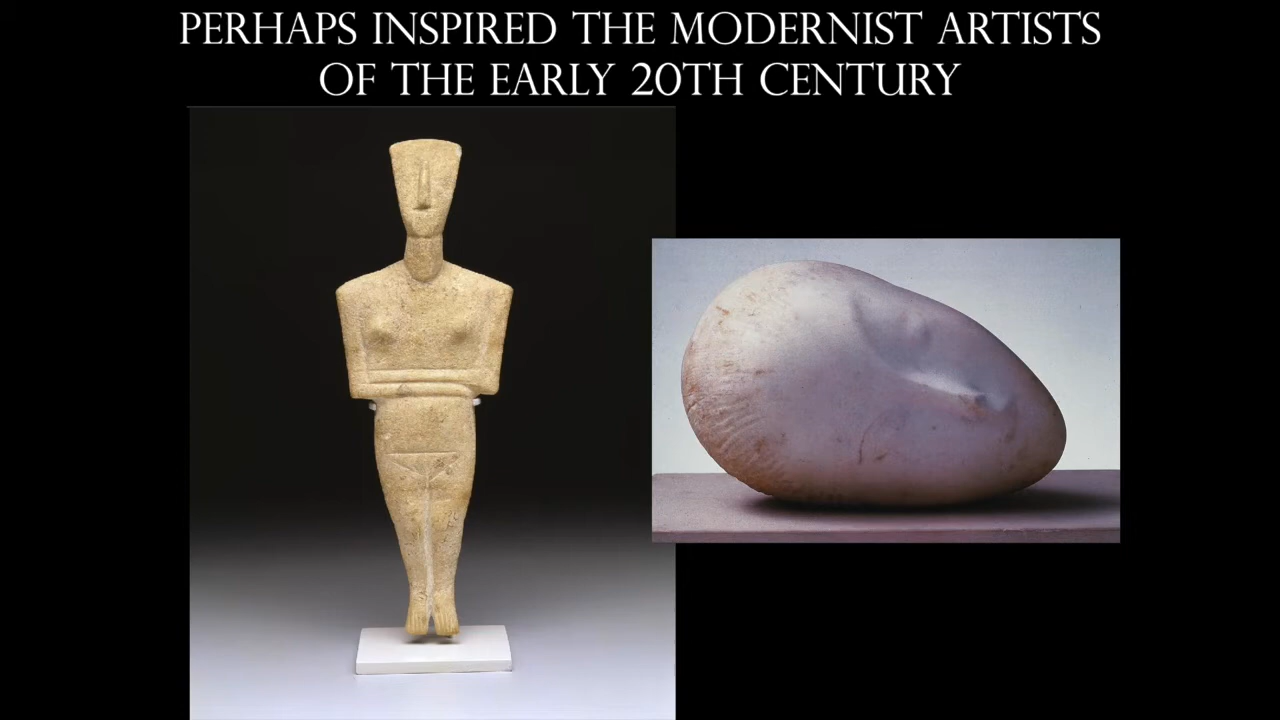 PERHAPS INSPIRED THE MODERNIST ARTISTS
OF THE EARLY 20TH CENTURY